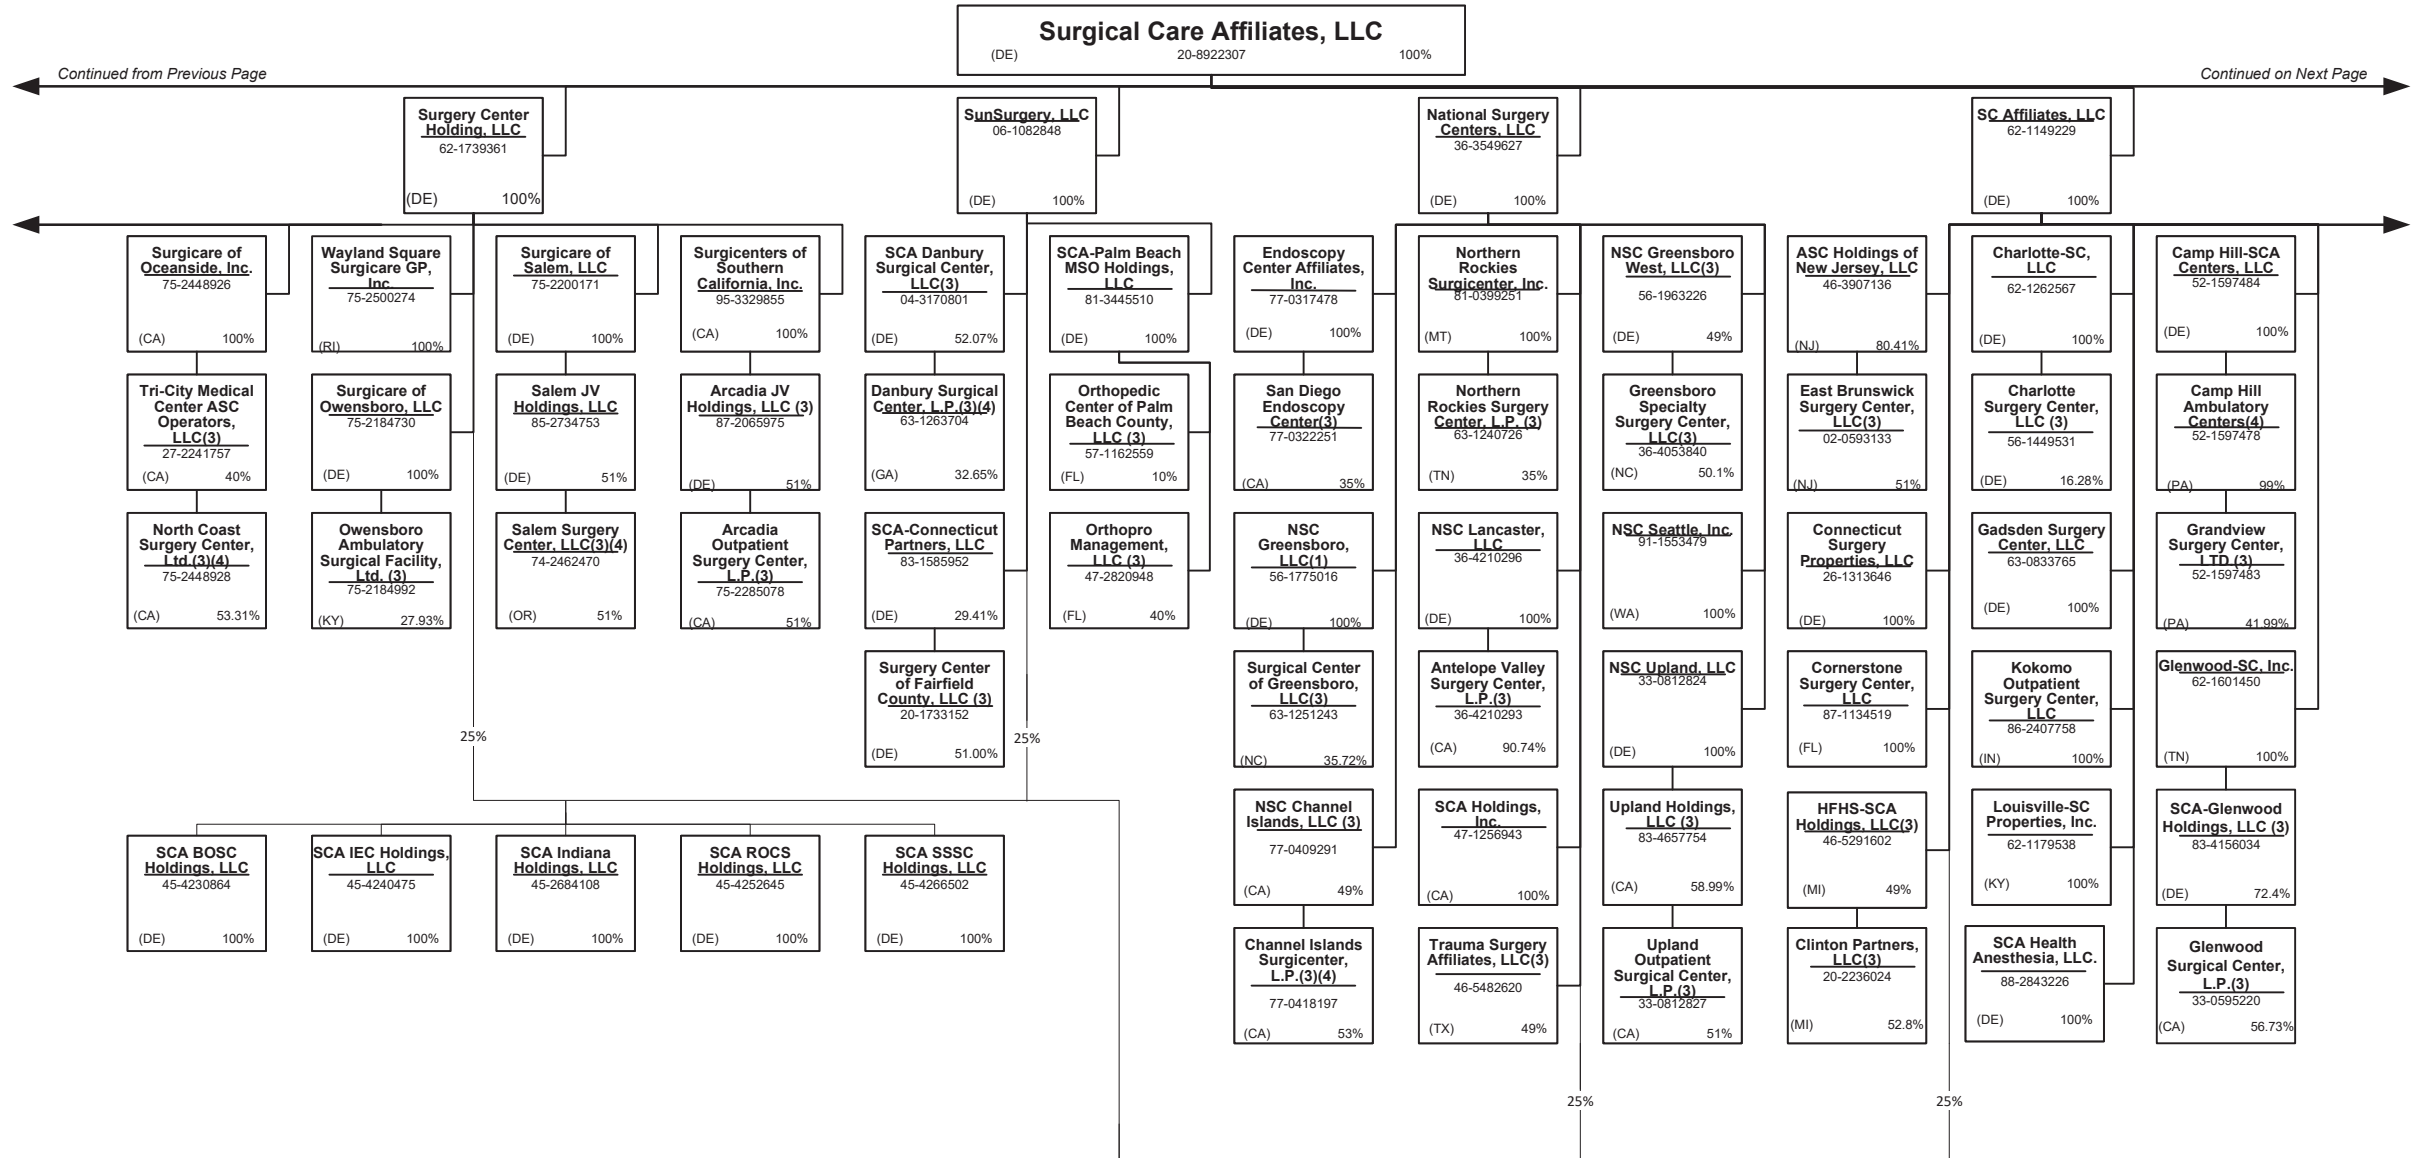 Surgical Care Affiliates, LLC
(DE) 20-8922307 100%
Continued from Previous Page
Continued on Next Page
Surgery Center
Holding, LLC
62-1739361
(DE) 100%
SunSurgery, LLC
06-1082848
(DE) 100%
National Surgery
Centers, LLC
36-3549627
(DE) 100%
SC Affiliates, LLC
62-1149229
(DE) 100%
Surgicare of
Oceanside, Inc.
75-2448926
(CA) 100%
Wayland Square
Surgicare GP,
Inc.
75-2500274
(RI) 100%
Surgicare of
Salem, LLC
75-2200171
(DE) 100%
Surgicenters of
Southern
California, Inc.
95-3329855
(CA) 100%
SCA Danbury
Surgical Center,
LLC(3)
04-3170801
(DE) 52.07%
SCA-Palm Beach
MSO Holdings,
LLC
81-3445510
(DE) 100%
Endoscopy
Center Affiliates,
Inc.
77-0317478
(DE) 100%
Northern
Rockies
Surgicenter, Inc.
81-0399251
(MT) 100%
NSC Greensboro
West, LLC(3)
56-1963226
(DE) 49%
ASC Holdings of
New Jersey, LLC
46-3907136
(NJ) 80.41%
Charlotte-SC,
LLC
62-1262567
(DE) 100%
Camp Hill-SCA
Centers, LLC
52-1597484
(DE) 100%
Tri-City Medical
Center ASC
Operators,
LLC(3)
27-2241757
(CA) 40%
Surgicare of
Owensboro, LLC
75-2184730
(DE) 100%
Salem JV
Holdings, LLC
85-2734753
(DE) 51%
Arcadia JV
Holdings, LLC (3)
87-2065975
(DE) 51%
Danbury Surgical
Center, L.P.(3)(4)
63-1263704
(GA) 32.65%
Orthopedic
Center of Palm
Beach County,
LLC (3)
57-1162559
(FL) 10%
San Diego
Endoscopy
Center(3)
77-0322251
(CA) 35%
Northern
Rockies Surgery
Center, L.P. (3)
63-1240726
(TN) 35%
Greensboro
Specialty
Surgery Center,
LLC(3)
36-4053840
(NC) 50.1%
East Brunswick
Surgery Center,
LLC(3)
02-0593133
(NJ) 51%
Charlotte
Surgery Center,
LLC (3)
56-1449531
(DE) 16.28%
Camp Hill
Ambulatory
Centers(4)
52-1597478
(PA) 99%
North Coast
Surgery Center,
Ltd.(3)(4)
75-2448928
(CA) 53.31%
Owensboro
Ambulatory
Surgical Facility,
Ltd. (3)
75-2184992
(KY) 27.93%
Salem Surgery
Center, LLC(3)(4)
74-2462470
(OR) 51%
Arcadia
Outpatient
Surgery Center,
L.P.(3)
75-2285078
(CA) 51%
SCA-Connecticut
Partners, LLC
83-1585952
(DE) 29.41%
Orthopro
Management,
LLC (3)
47-2820948
(FL) 40%
NSC
Greensboro,
LLC(1)
56-1775016
(DE) 100%
NSC Lancaster,
LLC
36-4210296
(DE) 100%
NSC Seattle, Inc.
91-1553479
(WA) 100%
Connecticut
Surgery
Properties, LLC
26-1313646
(DE) 100%
Gadsden Surgery
Center, LLC
63-0833765
(DE) 100%
Grandview
Surgery Center,
LTD (3)
52-1597483
(PA) 41.99%
Surgery Center
of Fairfield
County, LLC (3)
20-1733152
(DE) 51.00%
Surgical Center
of Greensboro,
LLC(3)
63-1251243
(NC) 35.72%
Antelope Valley
Surgery Center,
L.P.(3)
36-4210293
(CA) 90.74%
NSC Upland, LLC
33-0812824
(DE) 100%
Cornerstone
Surgery Center,
LLC
87-1134519
(FL) 100%
Kokomo
Outpatient
Surgery Center,
LLC
86-2407758
(IN) 100%
Glenwood-SC, Inc.
62-1601450
(TN) 100%
25%
25%
NSC Channel
Islands, LLC (3)
77-0409291
(CA) 49%
SCA Holdings,
Inc.
47-1256943
(CA) 100%
Upland Holdings,
LLC (3)
83-4657754
(CA) 58.99%
HFHS-SCA
Holdings, LLC(3)
46-5291602
(MI) 49%
Louisville-SC
Properties, Inc.
62-1179538
(KY) 100%
SCA-Glenwood
Holdings, LLC (3)
83-4156034
(DE) 72.4%
SCA BOSC
Holdings, LLC
45-4230864
(DE) 100%
SCA IEC Holdings,
LLC
45-4240475
(DE) 100%
SCA Indiana
Holdings, LLC
45-2684108
(DE) 100%
SCA ROCS
Holdings, LLC
45-4252645
(DE) 100%
SCA SSSC
Holdings, LLC
45-4266502
(DE) 100%
Channel Islands
Surgicenter,
L.P.(3)(4)
77-0418197
(CA) 53%
Trauma Surgery
Affiliates, LLC(3)
46-5482620
(TX) 49%
Upland
Outpatient
Surgical Center,
L.P.(3)
33-0812827
(CA) 51%
Clinton Partners,
LLC(3)
20-2236024
(MI) 52.8%
SCA Health
Anesthesia, LLC.
88-2843226
(DE) 100%
Glenwood
Surgical Center,
L.P.(3)
33-0595220
(CA) 56.73%
25%
25%